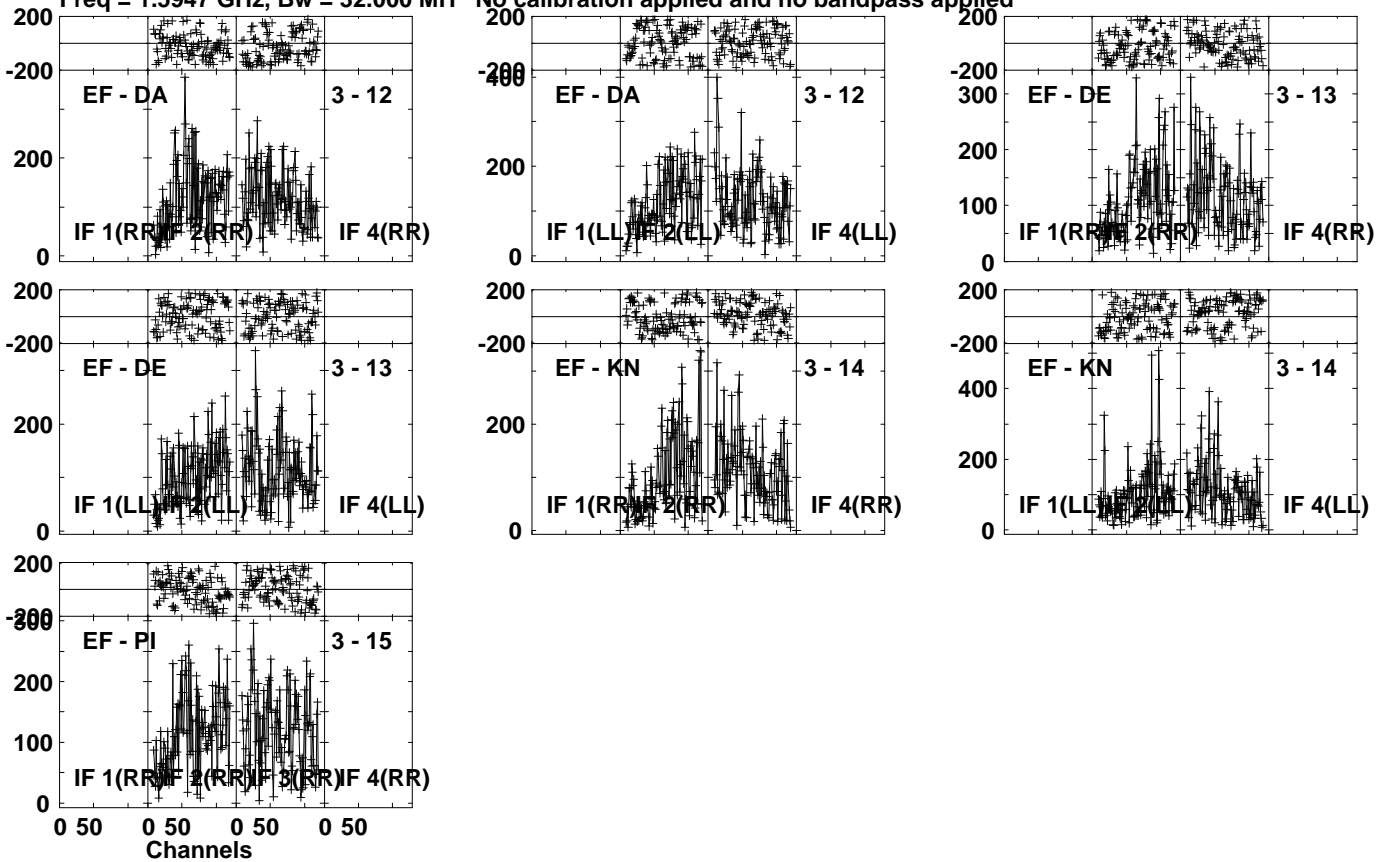 Freq = 1.5947 GHz, Bw = 32.000 MH No calibration applied and no bandpass applied
200 200 200
-200 -200 -200
400
EF - DA 3 - 12 EF - DA 3 - 12 EF - DE 3 - 13
300
200 200 200
100
IF 1(RR) IF 2(RR) IF 4(RR) IF 1(LL) IF 2(LL) IF 4(LL) IF 1(RR) IF 2(RR) IF 4(RR)
0 0 0
200 200 200
-200 -200 -200
EF - DE 3 - 13 EF - KN 3 - 14 EF - KN 3 - 14
400
200 200 200
IF 1(LL) IF 2(LL) IF 4(LL) IF 1(RR) IF 2(RR) IF 4(RR) IF 1(LL) IF 2(LL) IF 4(LL)
0 0 0
200
-200
300
EF - PI 3 - 15
200
100
IF 1(RR) IF 2(RR) IF 3(RR) IF 4(RR)
0
0 50 0 50 0 50 0 50
Channels